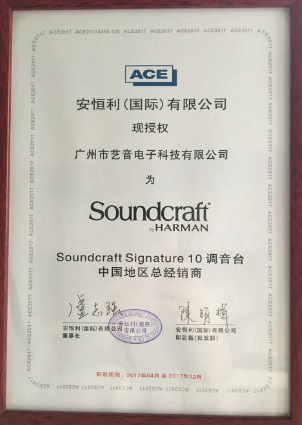 ACE
安恒利(国际)有限公司
现授权
广州市艺音电子科技有限公司
为
Soundcraft
by HARMAN
Soundcraft Signature 10 调音台
中国地区总经销商
安恒利(国际)有限公司
董事长
安恒利(国际)有限公司
副总裁(批发部)
有效期限：2017年04月 至 2017年12月